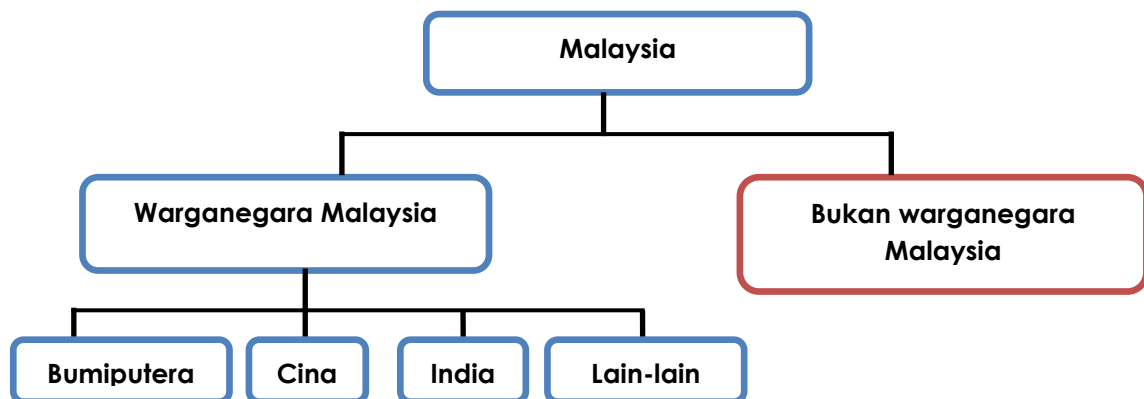 Malaysia
Warganegara Malaysia
Bukan warganegara
Malaysia
Bumiputera
Cina
India
Lain-lain